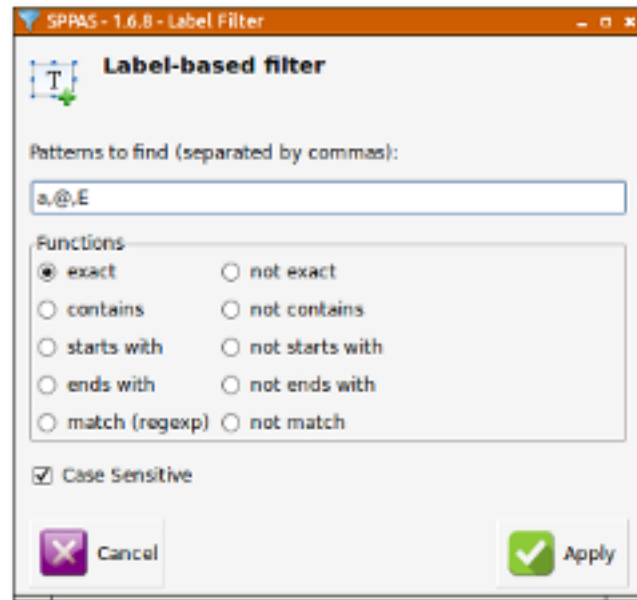 SPPAS - 1.6.8 - Label Filter
T
Label-based filter
Patterns to find (separated by commas):
a,@,E
Functions
exact not exact
contains not contains
starts with not starts with
ends with not ends with
match (regexp) not match
Case Sensitive
Cancel Apply